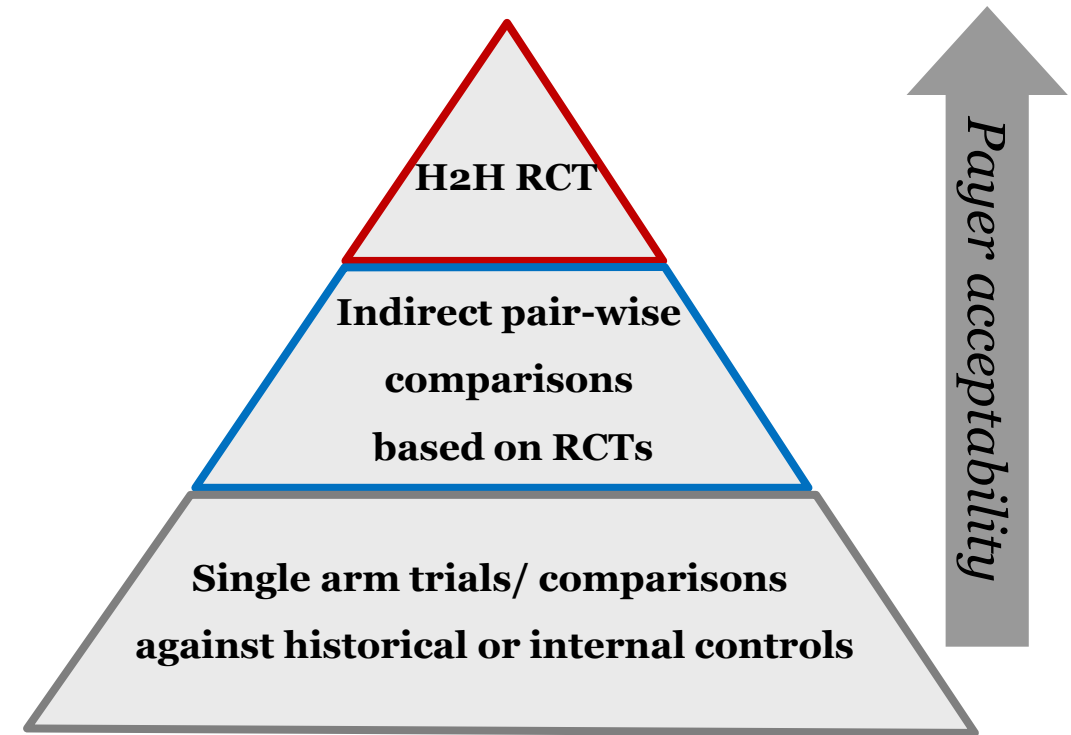 H2H RCT
Indirect pair-wise
comparisons
based on RCTs
Single arm trials/ comparisons
against historical or internal controls
Payer acceptability